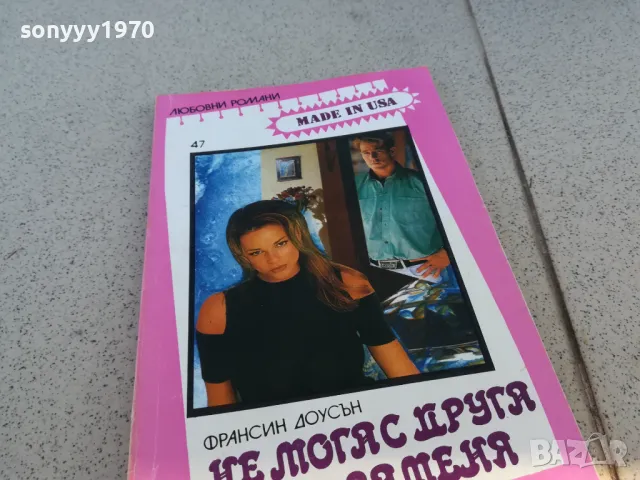 sonyyy1970
ЛЮБОВНИ РОМАНИ
MADE IN USA
47
ФРАНСИН ДОУСЪН
НЕ МОГА С ДРУГА
BAZAR